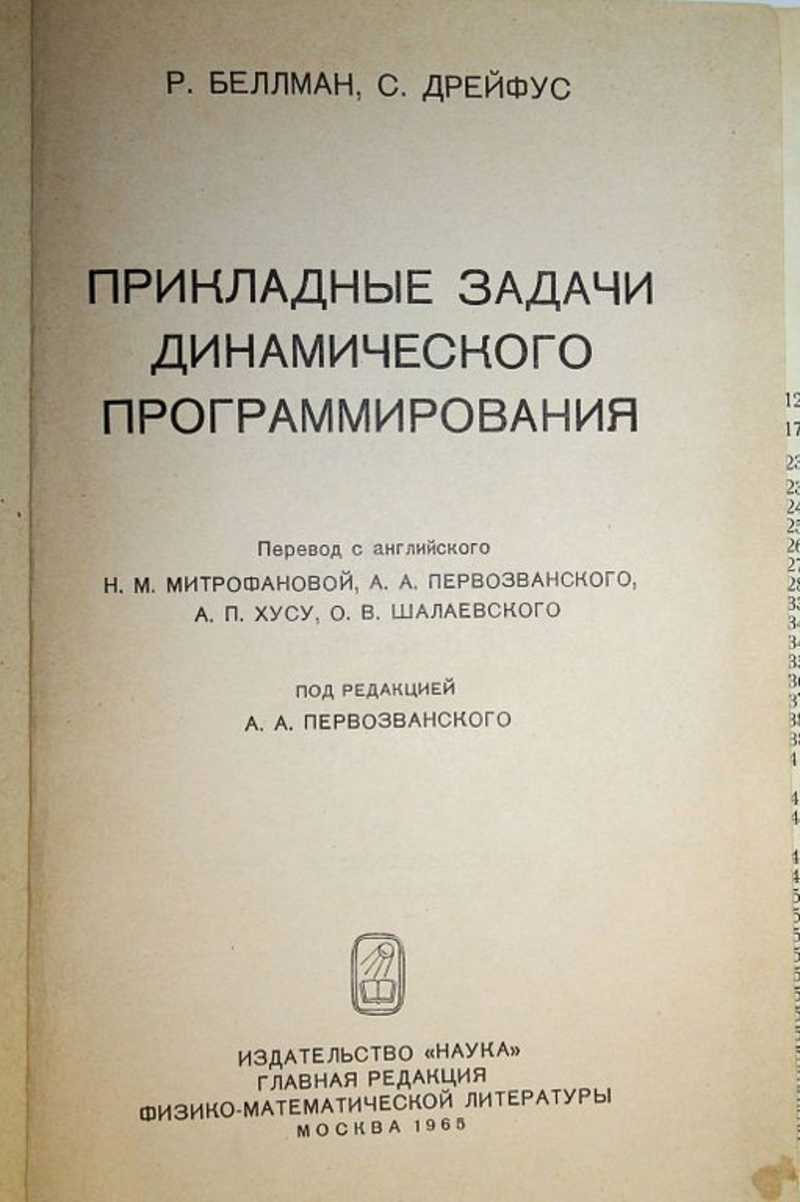 Р. БЕЛЛМАН, С. ДРЕЙФУС
ПРИКЛАДНЫЕ ЗАДАЧИ
ДИНАМИЧЕСКОГО
ПРОГРАММИРОВАНИЯ
Перевод с английского
Н. М. МИТРОФАНОВОЙ, А. А. ПЕРВОЗВАНСКОГО,
А. П. ХУСУ, О. В. ШАЛАЕВСКОГО
ПОД РЕДАКЦИЕЙ
А. А. ПЕРВОЗВАНСКОГО
ИЗДАТЕЛЬСТВО «НАУКА»
ГЛАВНАЯ РЕДАКЦИЯ
ФИЗИКО-МАТЕМАТИЧЕСКОЙ ЛИТЕРАТУРЫ
МОСКВА 1965